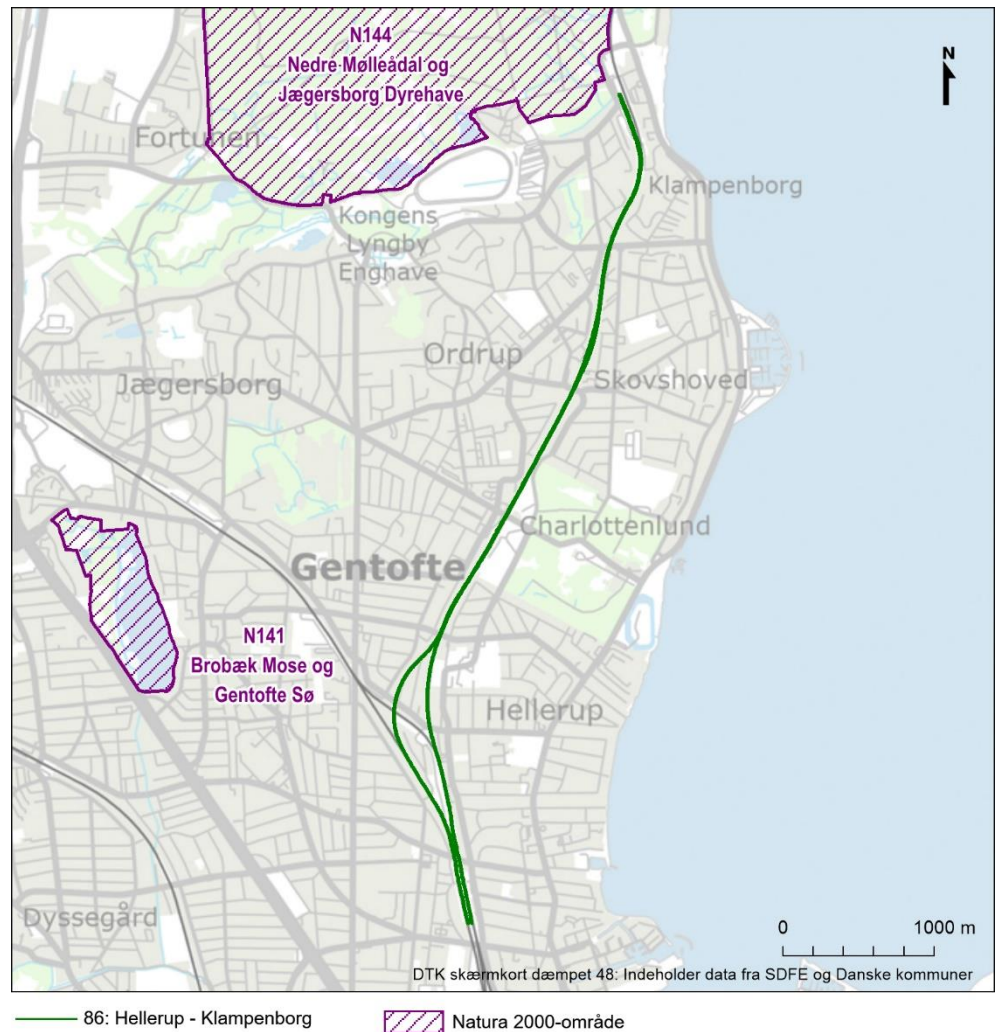 N144
Nedre Mølleådal og
Jægersborg Dyrehave
N
Fortunen
Klampenborg
Kongens
Lyngby
Enghave
Ordrup
Jægersborg
Skovshoved
Charlottenlund
Gentofte
N141
Brobæk Mose og
Gentofte Sø
Hellerup
Dyssegård
0 1000 m
DTK skærmkort dæmpet 48: Indeholder data fra SDFE og Danske kommuner
86: Hellerup - Klampenborg
Natura 2000-område